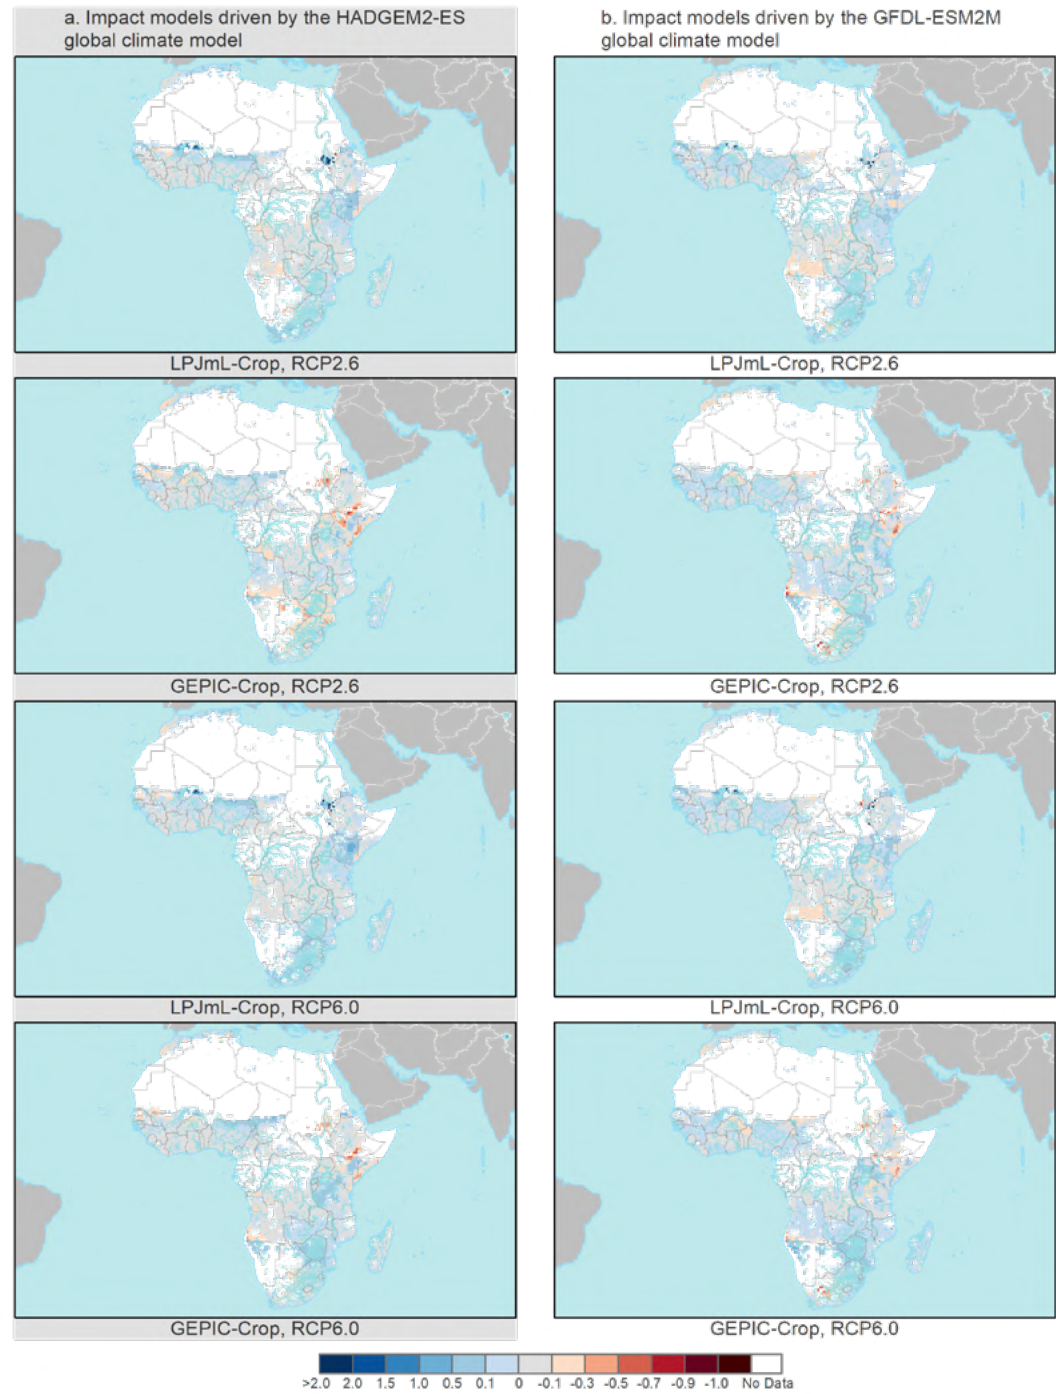 a. Impact models driven by the HADGEM2-ES
global climate model
b. Impact models driven by the GFDL-ESM2M
global climate model
LPJmL-Crop, RCP2.6
LPJmL-Crop, RCP2.6
GEPIC-Crop, RCP2.6
GEPIC-Crop, RCP2.6
LPJmL-Crop, RCP6.0
LPJmL-Crop, RCP6.0
GEPIC-Crop, RCP6.0
GEPIC-Crop, RCP6.0
>2.0 2.0 1.5 1.0 0.5 0.1 0 -0.1 -0.3 -0.5 -0.7 -0.9 -1.0 No Data